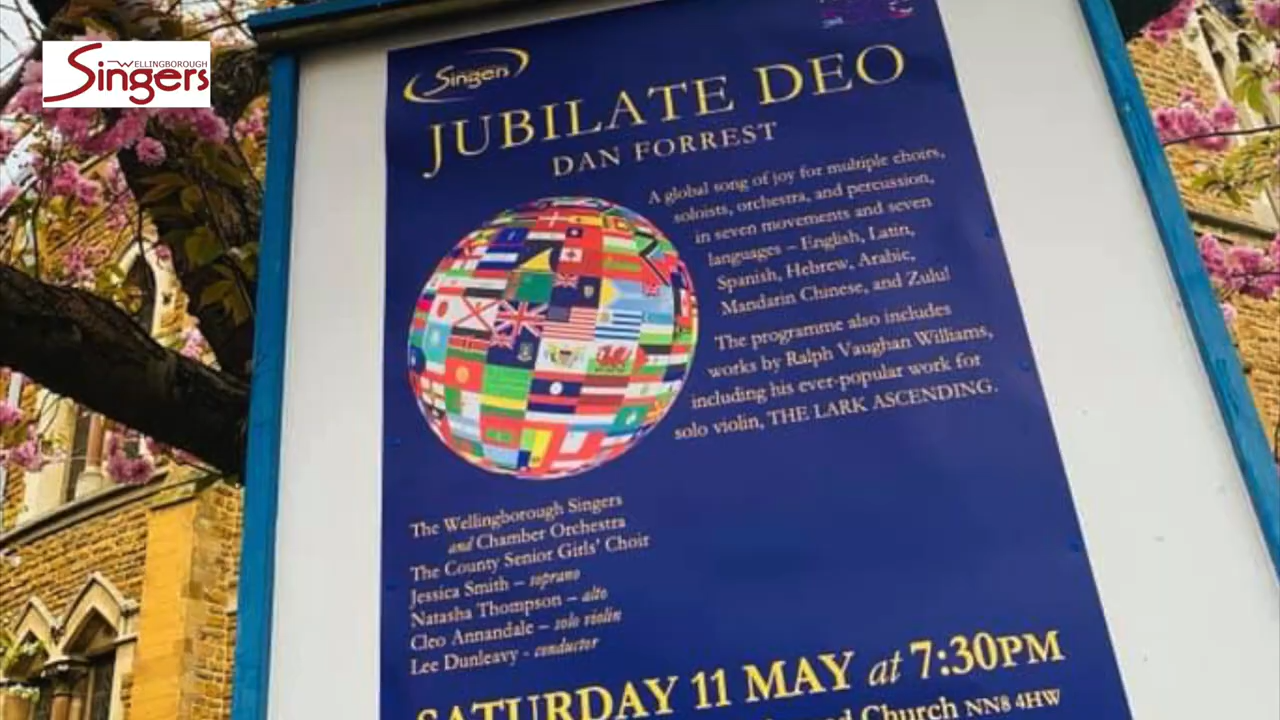 WELLINGBOROUGH
Singers
Singers
JUBILATE DEO
DAN FORREST
A global song of joy for multiple choirs,
soloists, orchestra, and percussion,
in seven movements and seven
languages – English, Latin,
Spanish, Hebrew, Arabic,
Mandarin Chinese, and Zulu!
The programme also includes
works by Ralph Vaughan Williams,
including his ever-popular work for
solo violin, THE LARK ASCENDING.
The Wellingborough Singers
and Chamber Orchestra
The County Senior Girls' Choir
Jessica Smith – soprano
Natasha Thompson – alto
Cleo Annandale – solo violin
Lee Dunleavy - conductor
SATURDAY 11 MAY at 7:30PM
Church NN8 4HW